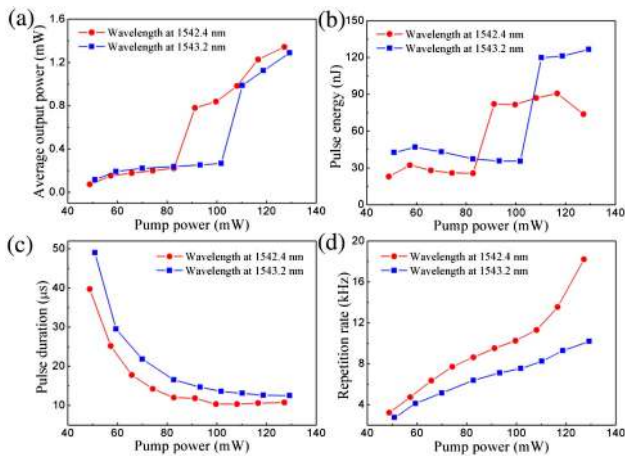 (a)
Wavelength at 1542.4 nm
Wavelength at 1543.2 nm
Average output power (mW)
1.6
1.2
0.8
0.4
0.0
40 60 80 100 120 140
Pump power (mW)
(b)
Wavelength at 1542.4 nm
Wavelength at 1543.2 nm
Pulse energy (nJ)
150
120
90
60
30
0
40 60 80 100 120 140
Pump power (mW)
(c)
Wavelength at 1542.4 nm
Wavelength at 1543.2 nm
Pulse duration (μs)
50
40
30
20
10
40 60 80 100 120 140
Pump power (mW)
(d)
Wavelength at 1542.4 nm
Wavelength at 1543.2 nm
Repetition rate (kHz)
20
16
12
8
4
0
40 60 80 100 120 140
Pump power (mW)